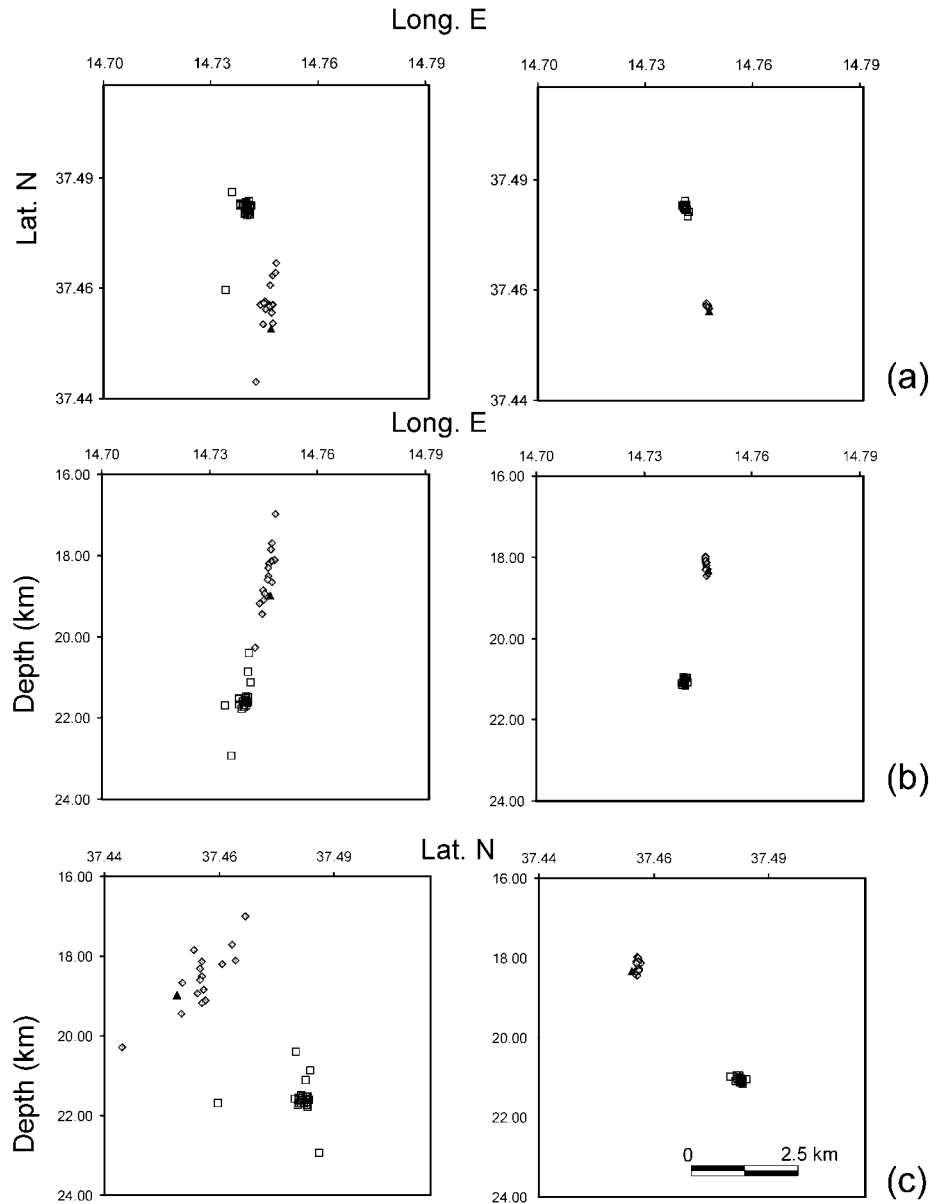 Long. E
14.70 14.73 14.76 14.79 14.70 14.73 14.76 14.79
Lat. N
37.49 37.49
37.46 37.46
37.44 37.44
(a)
Long. E
14.70 14.73 14.76 14.79 14.70 14.73 14.76 14.79
Depth (km)
16.00 16.00
18.00 18.00
20.00 20.00
22.00 22.00
24.00 24.00
(b)
Lat. N
37.44 37.46 37.49 37.44 37.46 37.49
Depth (km)
16.00 16.00
18.00 18.00
20.00 20.00
22.00 22.00
24.00 24.00
0 2.5 km
(c)